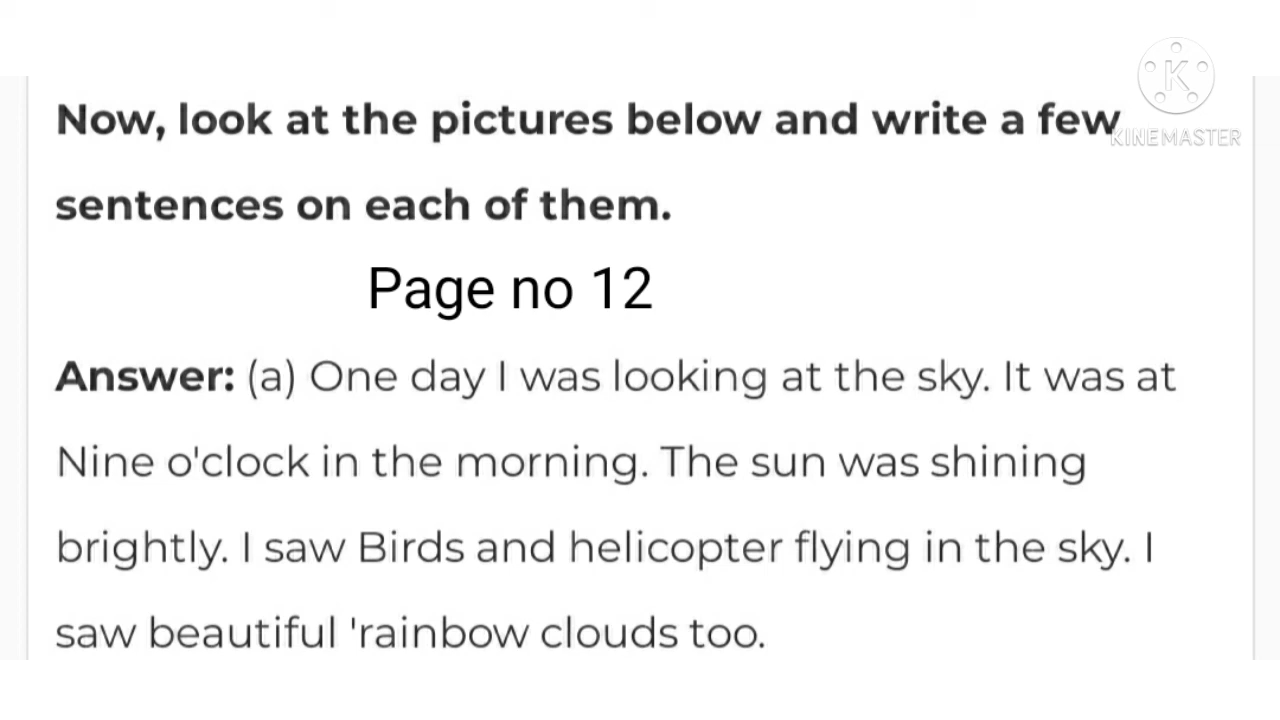 Now, look at the pictures below and write a few
KINEMASTER
sentences on each of them.
Page no 12
Answer: (a) One day I was looking at the sky. It was at
Nine o'clock in the morning. The sun was shining
brightly. I saw Birds and helicopter flying in the sky. I
saw beautiful 'rainbow clouds too.